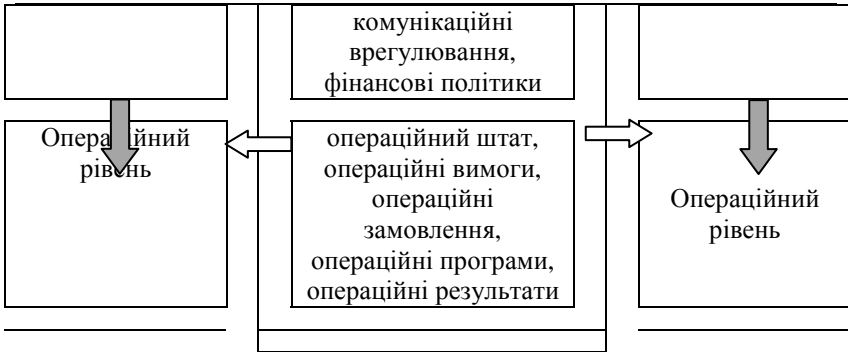 комунікаційні
врегулювання,
фінансові політики
Операційний
рівень
операційний штат,
операційні вимоги,
операційні
замовлення,
операційні програми,
операційні результати
Операційний
рівень